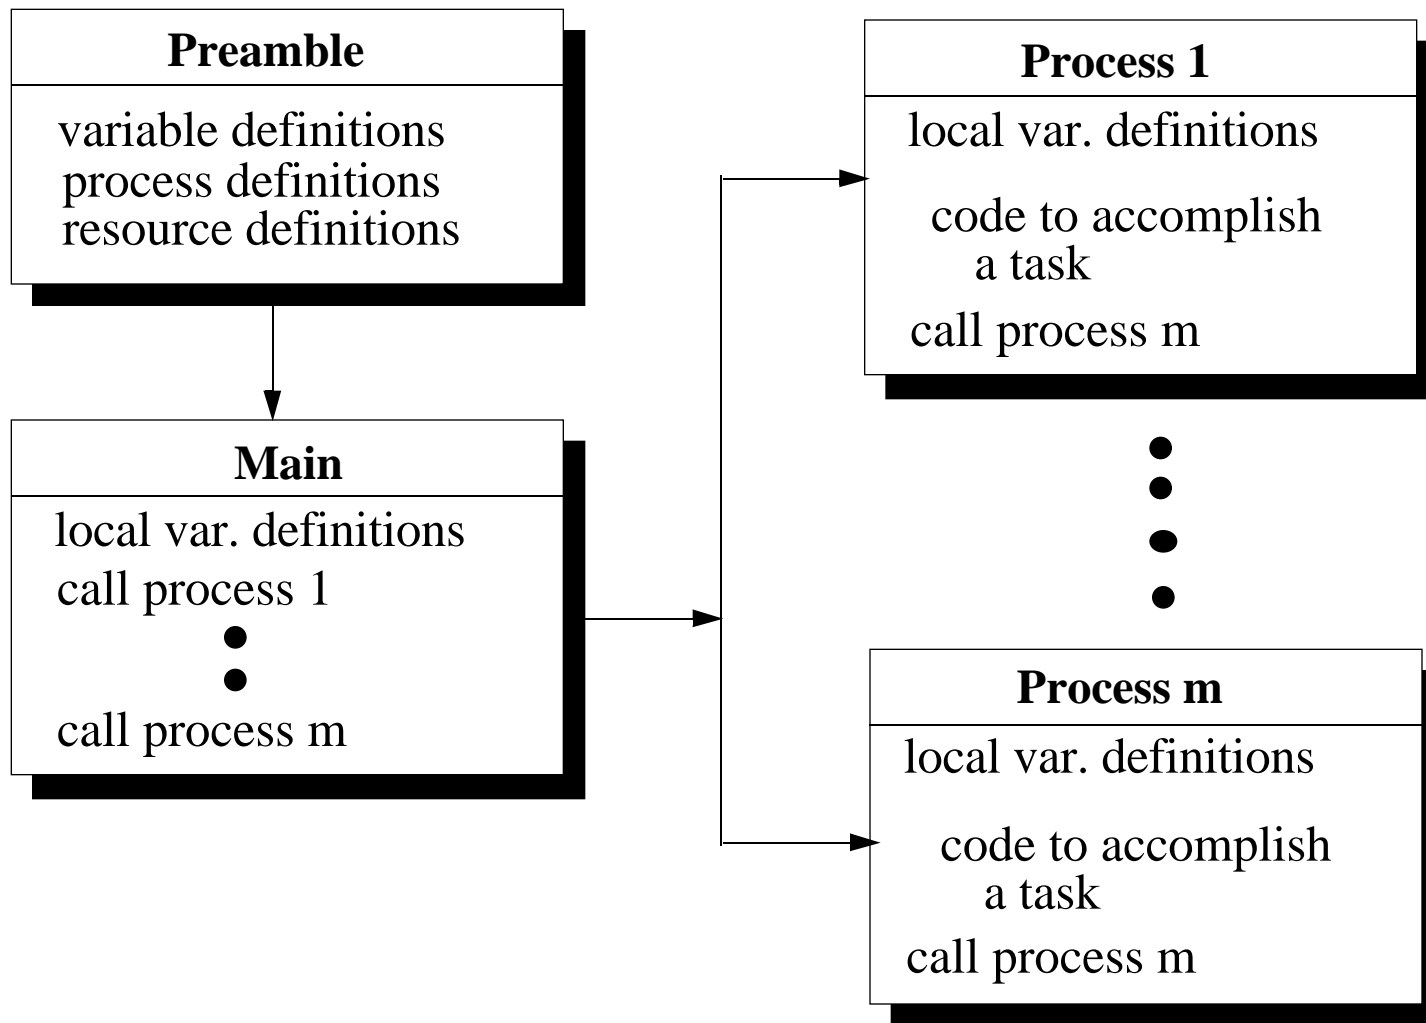 Preamble
variable definitions
process definitions
resource definitions
Main
local var. definitions
call process 1
call process m
Process 1
local var. definitions
code to accomplish
a task
call process m
Process m
local var. definitions
code to accomplish
a task
call process m